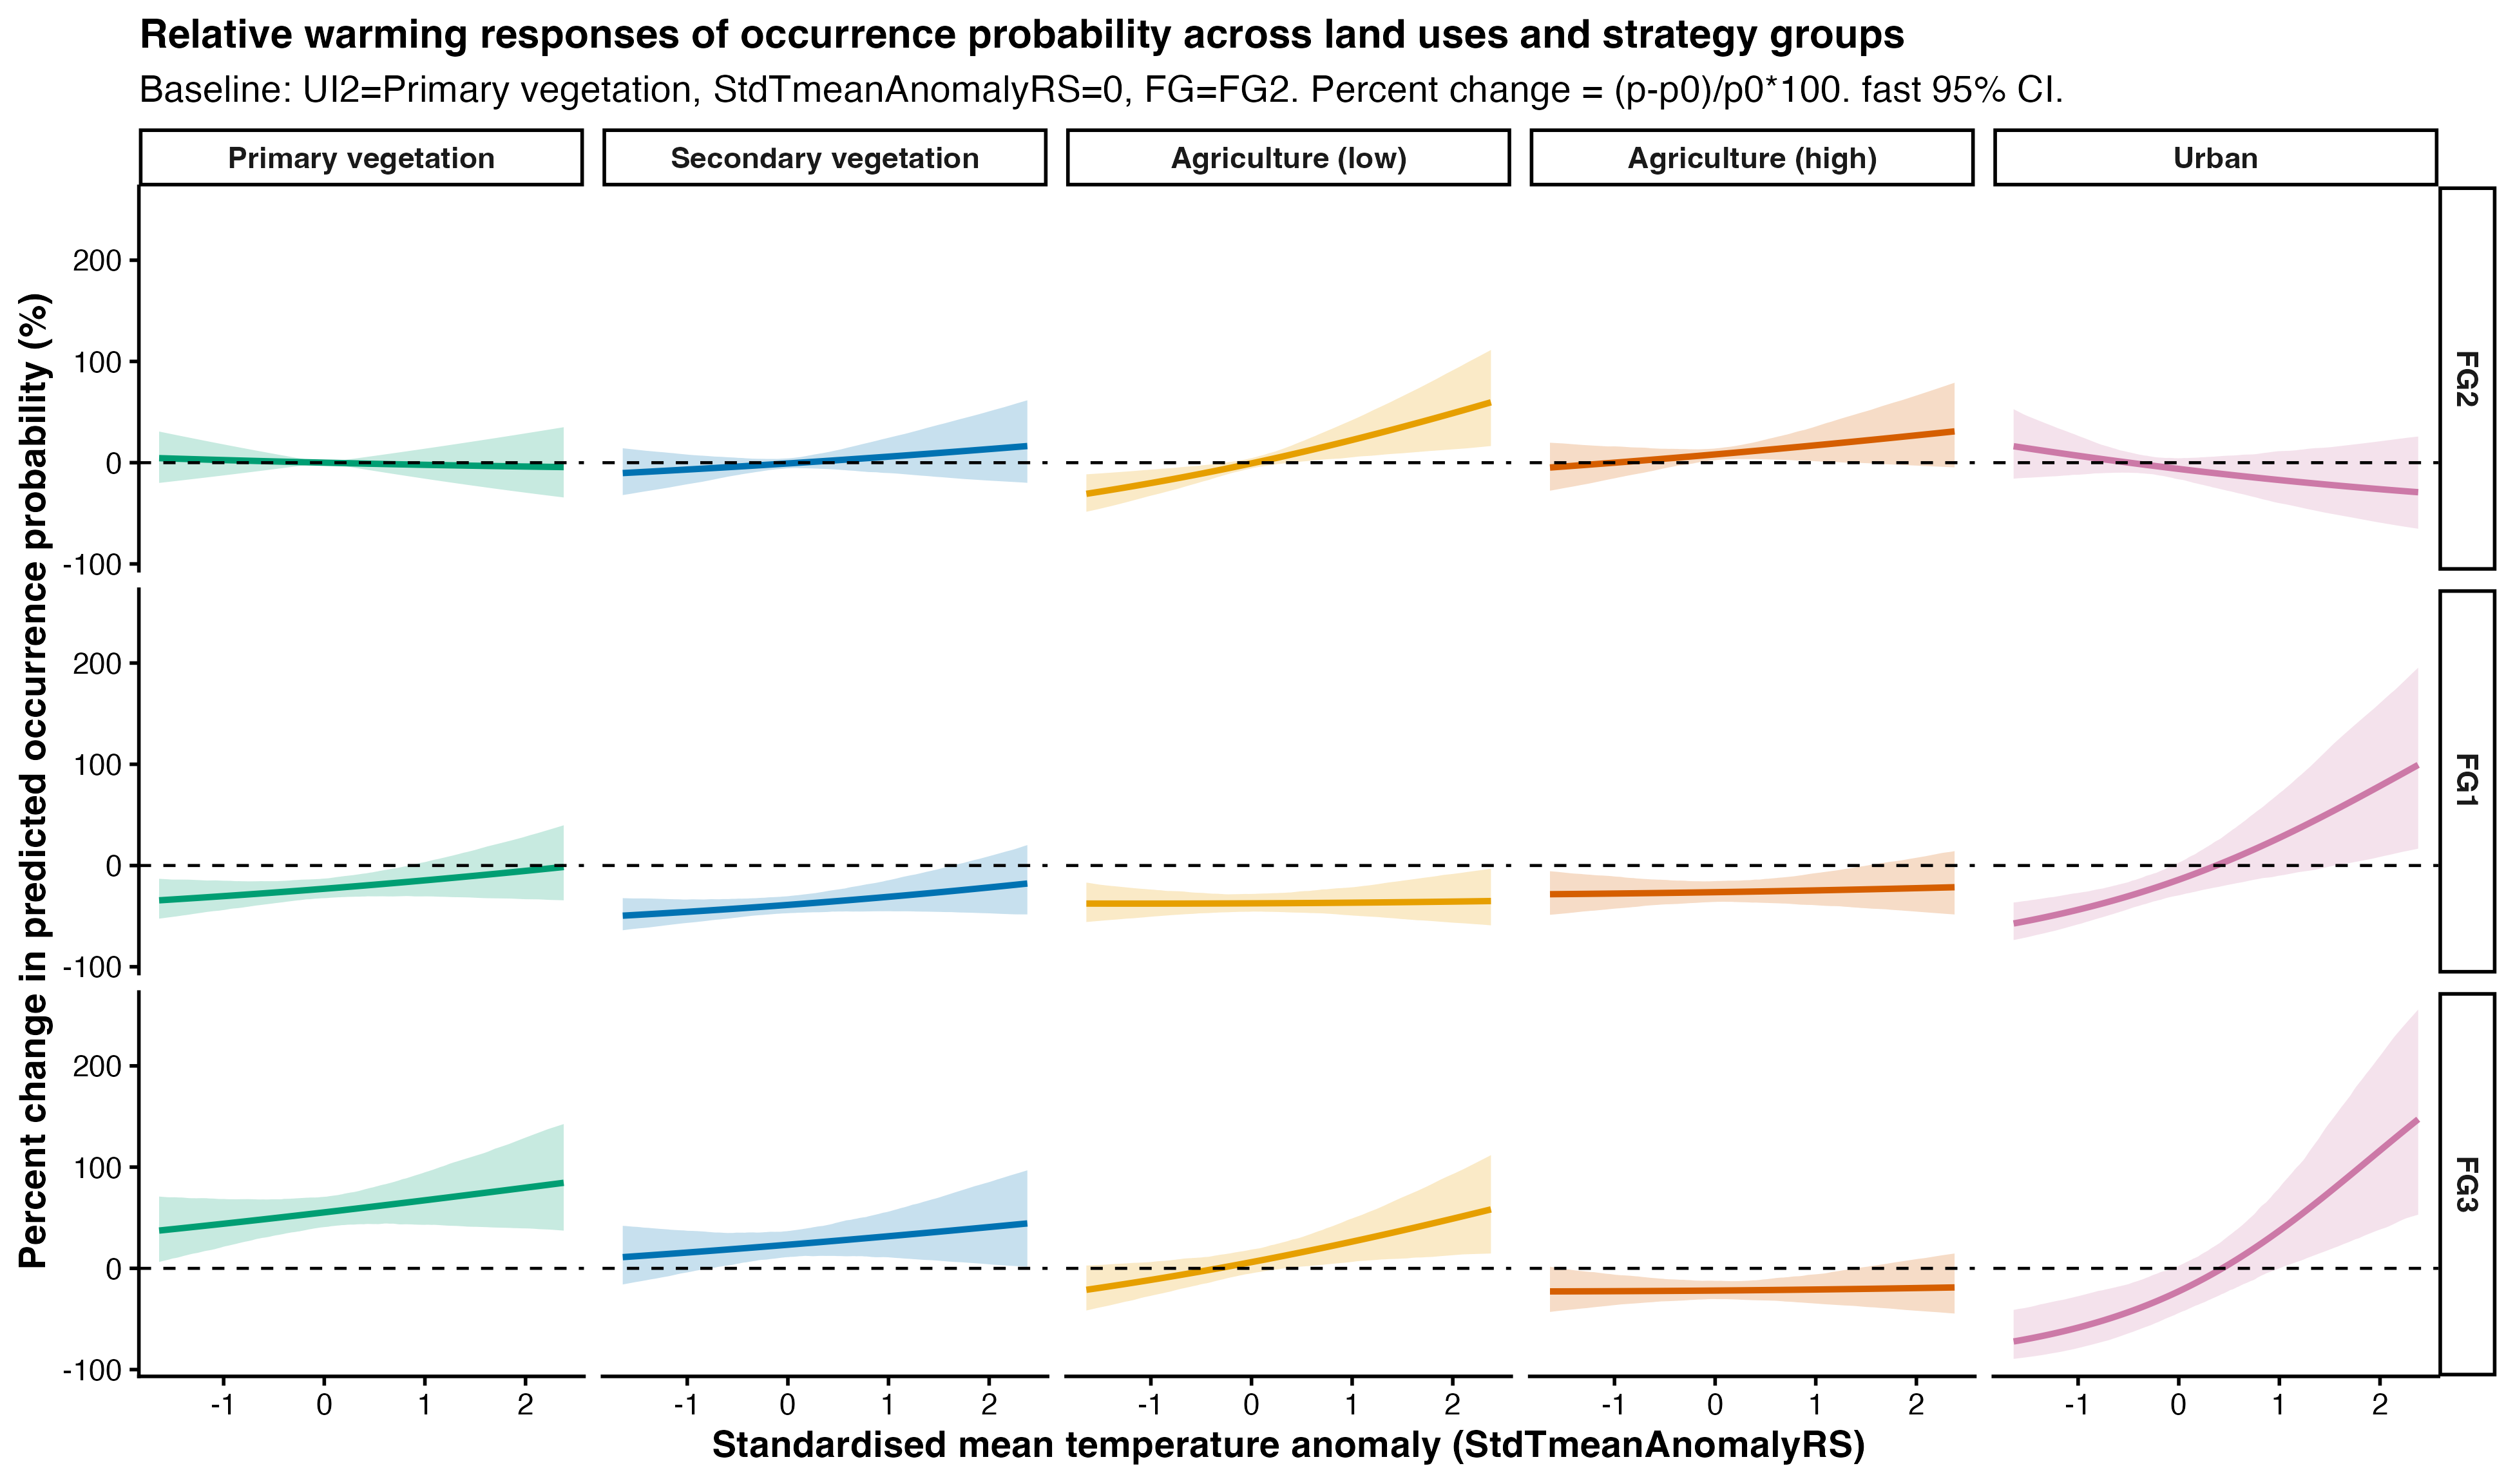 Relative warming responses of occurrence probability across land uses and strategy groups
Baseline: UI2=Primary vegetation, StdTmeanAnomalyRS=0, FG=FG2. Percent change = (p-p0)/p0*100. fast 95% CI.
Primary vegetation
Secondary vegetation
Agriculture (low)
Agriculture (high)
Urban
Percent change in predicted occurrence probability (%)
200
100
0
-100
FG2
200
100
0
-100
FG1
200
100
0
-100
FG3
-1 0 1 2
-1 0 1 2
-1 0 1 2
-1 0 1 2
-1 0 1 2
Standardised mean temperature anomaly (StdTmeanAnomalyRS)